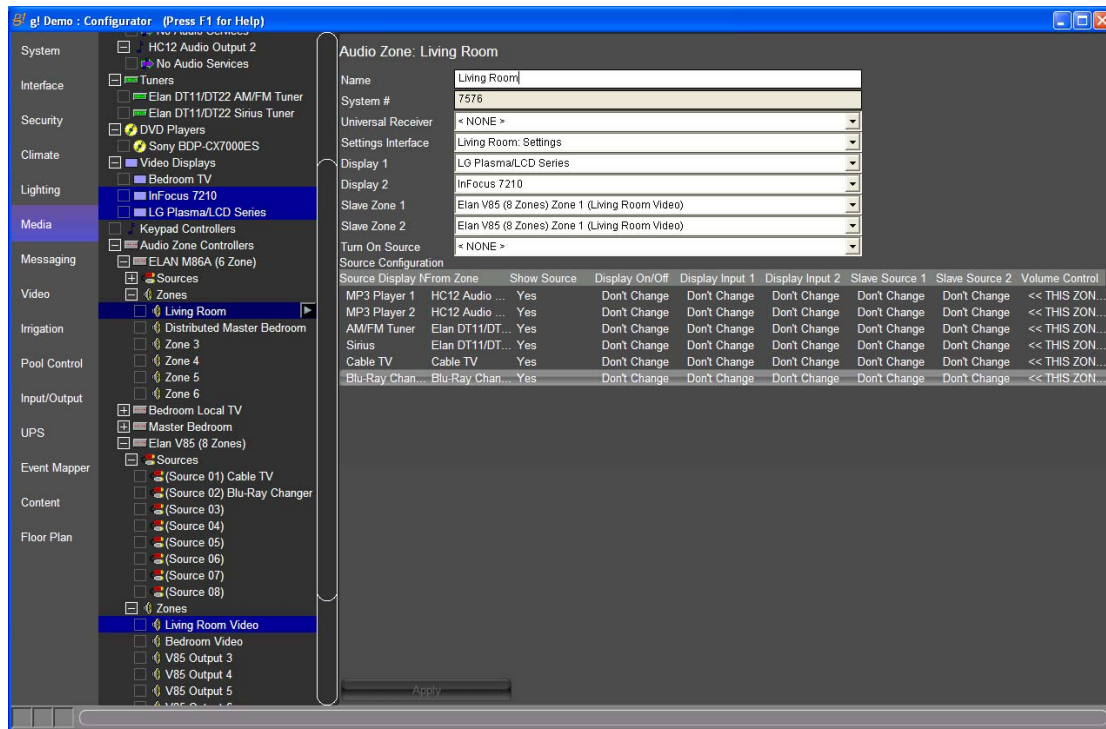 g! Demo : Configurator (Press F1 for Help)
System
Interface
Security
Climate
Lighting
Media
Messaging
Video
Irrigation
Pool Control
Input/Output
UPS
Event Mapper
Content
Floor Plan
No Audio Services
HC12 Audio Output 2
No Audio Services
Tuners
Elan DT11/DT22 AM/FM Tuner
Elan DT11/DT22 Sirius Tuner
DVD Players
Sony BDP-CX7000ES
Video Displays
Bedroom TV
InFocus 7210
LG Plasma/LCD Series
Keypad Controllers
Audio Zone Controllers
ELAN M86A (6 Zone)
Sources
Zones
Living Room
Distributed Master Bedroom
Zone 3
Zone 4
Zone 5
Zone 6
Bedroom Local TV
Master Bedroom
Elan V85 (8 Zones)
Sources
(Source 01) Cable TV
(Source 02) Blu-Ray Changer
(Source 03)
(Source 04)
(Source 05)
(Source 06)
(Source 07)
(Source 08)
Zones
Living Room Video
Bedroom Video
V85 Output 3
V85 Output 4
V85 Output 5
Audio Zone: Living Room
Name Living Room
System # 7576
Universal Receiver < NONE >
Settings Interface Living Room: Settings
Display 1 LG Plasma/LCD Series
Display 2 InFocus 7210
Slave Zone 1 Elan V85 (8 Zones) Zone 1 (Living Room Video)
Slave Zone 2 Elan V85 (8 Zones) Zone 1 (Living Room Video)
Turn On Source < NONE >
Source Configuration
Source Display N From Zone Show Source Display On/Off Display Input 1 Display Input 2 Slave Source 1 Slave Source 2 Volume Control
MP3 Player 1 HC12 Audio ... Yes Don't Change Don't Change Don't Change Don't Change Don't Change << THIS ZON...
MP3 Player 2 HC12 Audio ... Yes Don't Change Don't Change Don't Change Don't Change Don't Change << THIS ZON...
AM/FM Tuner Elan DT11/DT... Yes Don't Change Don't Change Don't Change Don't Change Don't Change << THIS ZON...
Sirius Elan DT11/DT... Yes Don't Change Don't Change Don't Change Don't Change Don't Change << THIS ZON...
Cable TV Cable TV Yes Don't Change Don't Change Don't Change Don't Change Don't Change << THIS ZON...
Blu-Ray Chan... Blu-Ray Chan... Yes Don't Change Don't Change Don't Change Don't Change Don't Change << THIS ZON...
Apply